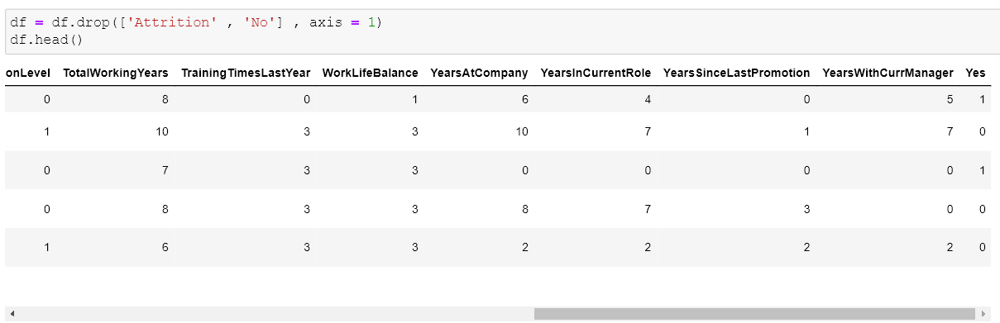 df = df.drop(['Attrition' , 'No'] , axis = 1)
df.head()
onLevel TotalWorkingYears TrainingTimesLastYear WorkLifeBalance YearsAtCompany YearsInCurrentRole YearsSinceLastPromotion YearsWithCurrManager Yes
0 8 0 1 6 4 0 5 1
1 10 3 3 10 7 1 7 0
0 7 3 3 0 0 0 0 1
0 8 3 3 8 7 3 0 0
1 6 3 3 2 2 2 2 0